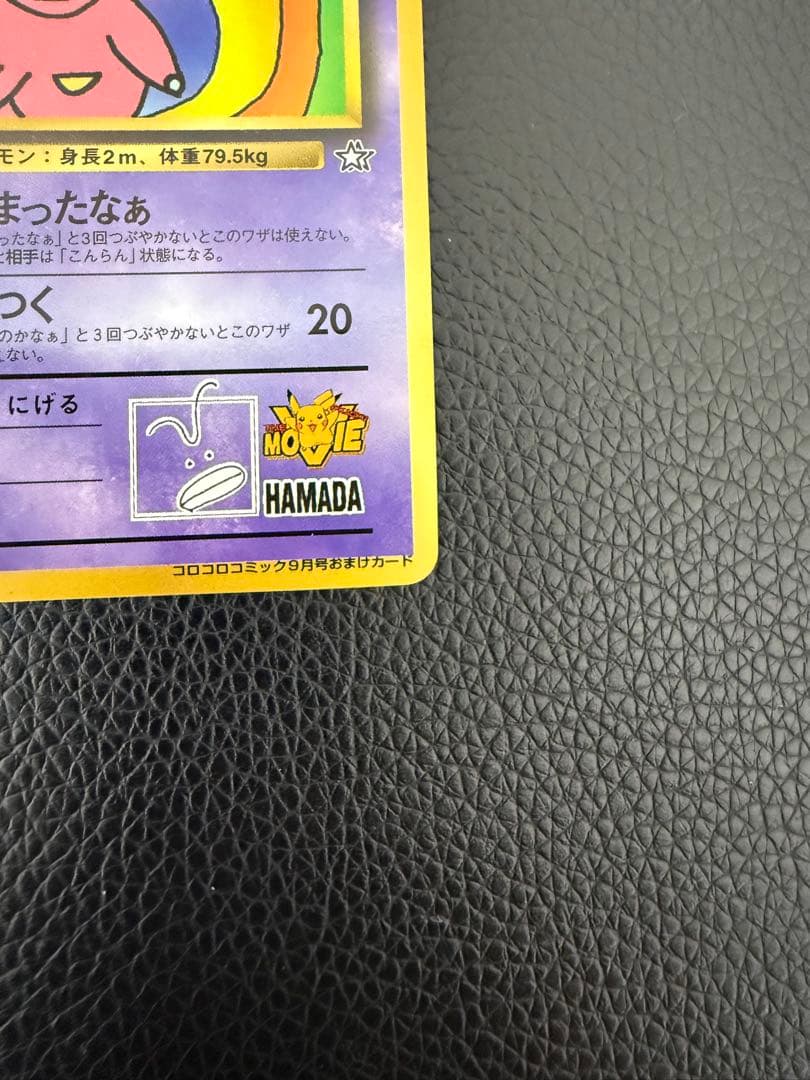 モン：身長2m、体重79.5kg
まったなぁ
ったなぁ」と3回つぶやかないとこのワザは使えない。
と相手は「こんらん」状態になる。
つく
のかなぁ」と3回つぶやかないとこのワザ
20
えない。
にげる
MOVIE
HAMADA
コロコロコミック9月号おまけカード